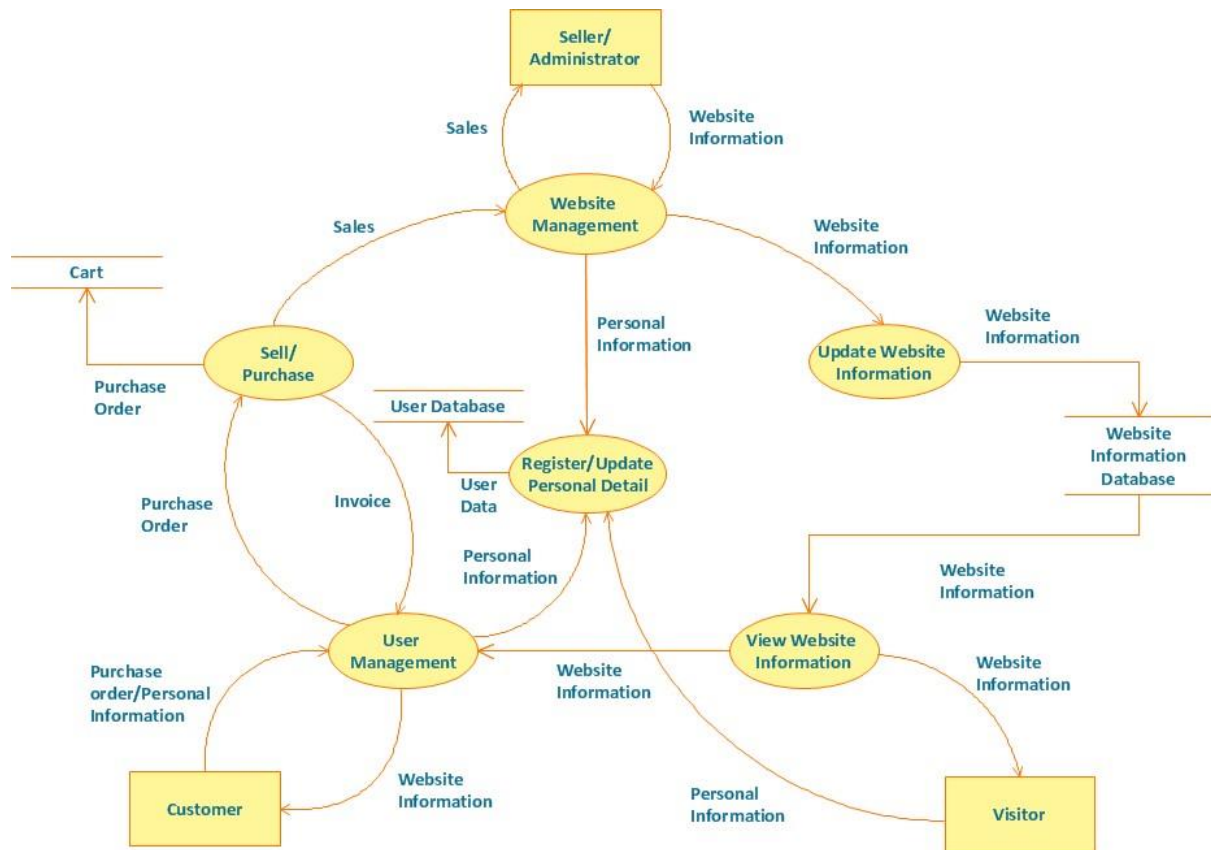 Seller/
Administrator
Sales
Website
Information
Website
Management
Sales
Website
Information
Cart
Website
Information
Personal
Information
Sell/
Purchase
Update Website
Information
Purchase
Order
User Database
Website
Information
Database
Register/Update
Personal Detail
User
Data
Purchase
Order
Invoice
Personal
Information
Website
Information
User
Management
View Website
Information
Purchase
order/Personal
Information
Website
Information
Website
Information
Website
Information
Personal
Information
Customer
Visitor